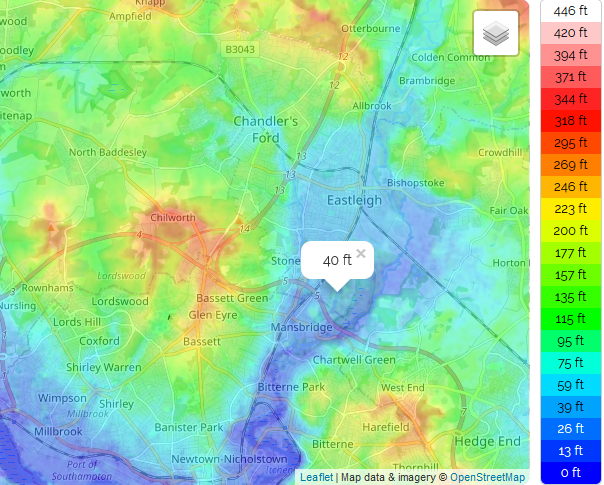 Knapp
Ampfield
wood
Otterbourne
B3043
12
Colden Common
oodley
Brambridge
12
worth
Allbrook
itenap
Chandler's
Ford
13
North Baddesley
Crowdhill
13
Bishopstoke
13
Eastleigh
Fair Oak
Chilworth
14
4
Stone
40 ft
×
Horton
Lordswood
5
Rownhams
5
Nursling
Lordswood
Bassett Green
3
Glen Eyre
Lords Hill
Mansbridge
Coxford
Bassett
Chartwell Green
Shirley Warren
1
Bitterne Park
West End
7
Wimpson
Shirley
Millbrook
Banister Park
Harefield
Millbrook
Bitterne
Hedge End
Port of
Southampton
Newtown
Nicholstown
Itchen
Thornhill
Leaflet | Map data & imagery © OpenStreetMap
446 ft
420 ft
394 ft
371 ft
344 ft
318 ft
295 ft
269 ft
246 ft
223 ft
200 ft
177 ft
157 ft
135 ft
115 ft
95 ft
75 ft
59 ft
39 ft
26 ft
13 ft
0 ft